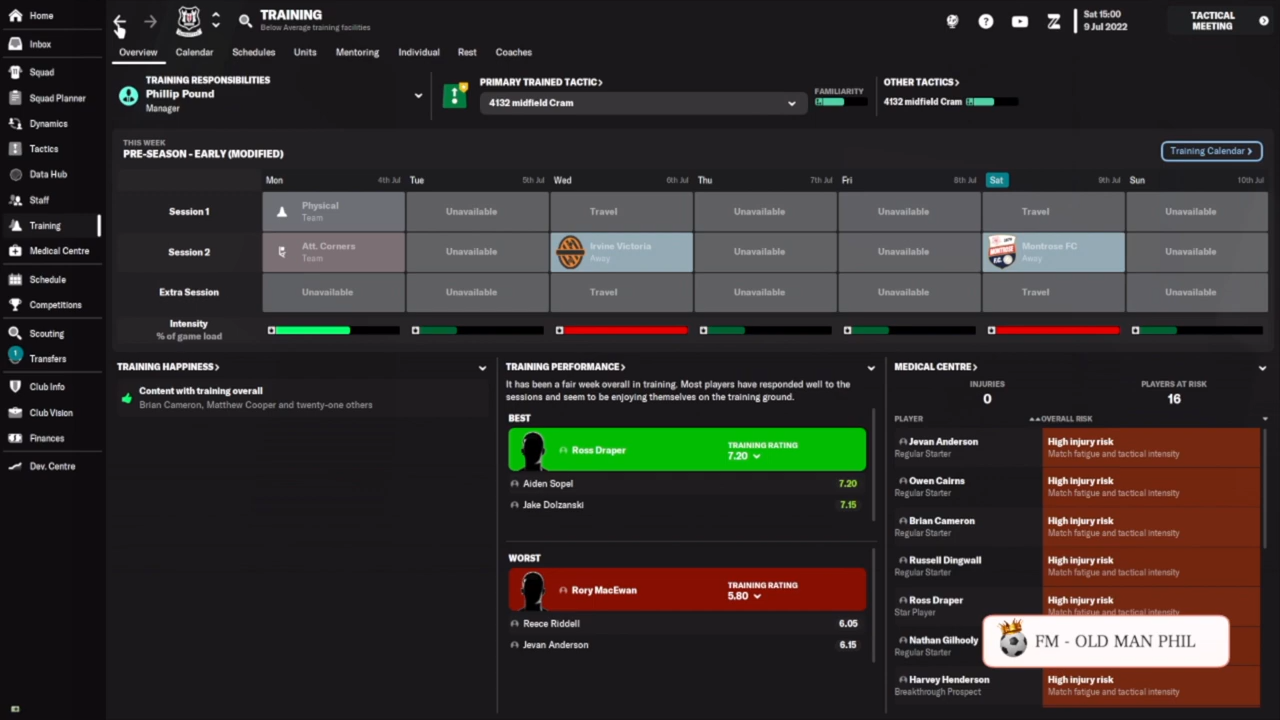 Home
Inbox
Squad
Squad Planner
Dynamics
Tactics
Data Hub
Staff
Training
Medical Centre
Schedule
Competitions
Scouting
1
Transfers
Club Info
Club Vision
Finances
Dev. Centre
TRAINING
Below Average training facilities
Sat 15:00
9 Jul 2022
TACTICAL MEETING
Overview Calendar Schedules Units Mentoring Individual Rest Coaches
TRAINING RESPONSIBILITIES
Phillip Pound
Manager
PRIMARY TRAINED TACTIC >
4132 midfield Cram
FAMILIARITY
OTHER TACTICS >
4132 midfield Cram
THIS WEEK
PRE-SEASON - EARLY (MODIFIED)
Training Calendar >
Mon 4th Jul Tue 5th Jul Wed 6th Jul Thu 7th Jul Fri 8th Jul Sat 9th Jul Sun 10th Jul
Session 1
Physical
Team
Unavailable Travel Unavailable Unavailable Travel Unavailable
Session 2
Att. Corners
Team
Unavailable
Irvine Victoria
Away
Unavailable Unavailable
Montrose FC
Away
Unavailable
Extra Session Unavailable Unavailable Travel Unavailable Unavailable Travel Unavailable
Intensity
% of game load
TRAINING HAPPINESS >
Content with training overall
Brian Cameron, Matthew Cooper and twenty-one others
TRAINING PERFORMANCE >
It has been a fair week overall in training. Most players have responded well to the
sessions and seem to be enjoying themselves on the training ground.
BEST
Ross Draper
TRAINING RATING
7.20
Aiden Sopel 7.20
Jake Dolzanski 7.15
WORST
Rory MacEwan
TRAINING RATING
5.80
Reece Riddell 6.05
Jevan Anderson 6.15
MEDICAL CENTRE >
INJURIES
0
PLAYERS AT RISK
16
PLAYER OVERALL RISK
Jevan Anderson
Regular Starter
High injury risk
Match fatigue and tactical intensity
Owen Cairns
Regular Starter
High injury risk
Match fatigue and tactical intensity
Brian Cameron
Regular Starter
High injury risk
Match fatigue and tactical intensity
Russell Dingwall
Regular Starter
High injury risk
Match fatigue and tactical intensity
Ross Draper
Star Player
High injury risk
Match fatigue and tactical intensity
Nathan Gilhooly
Regular Starter
Harvey Henderson
Breakthrough Prospect
High injury risk
Match fatigue and tactical intensity
FM - OLD MAN PHIL